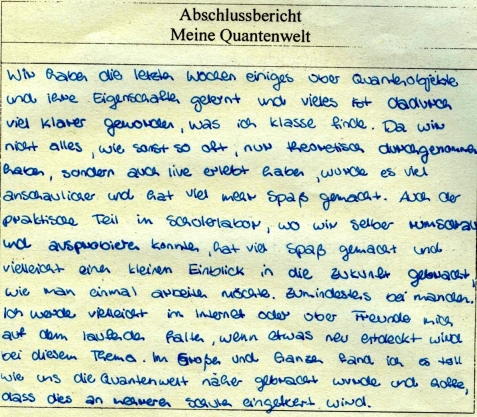 Abschlussbericht
Meine Quantenwelt
Wir haben die letzten Wochen einiges über Quantenobjekte
und ihre Eigenschaften gelernt und vieles ist dadurch
viel klarer geworden, was ich klasse finde. Da wir
nicht alles, wie sonst so oft, nur theoretisch durchgenommen
haben, sondern auch live erlebt haben, wurde es viel
anschaulicher und hat viel mehr Spaß gemacht. Auch der
praktische Teil im Schülerlabor, wo wir selber
und ausprobieren konnten, hat viel Spaß gemacht und
vielleicht einen kleinen Einblick in die Zukunft gebracht,
wie man einmal arbeiten möchte. Zumindestens bei manchen.
Ich werde vielleicht im Internet oder über Freunde mich
auf dem laufenden halten, wenn etwas neu entdeckt wird
bei diesem Thema. Im Großen und Ganzen fand ich es toll
wie uns die Quantenwelt näher gebracht wurde und hoffe,
dass dies an mehreren Schulen eingeführt wird.